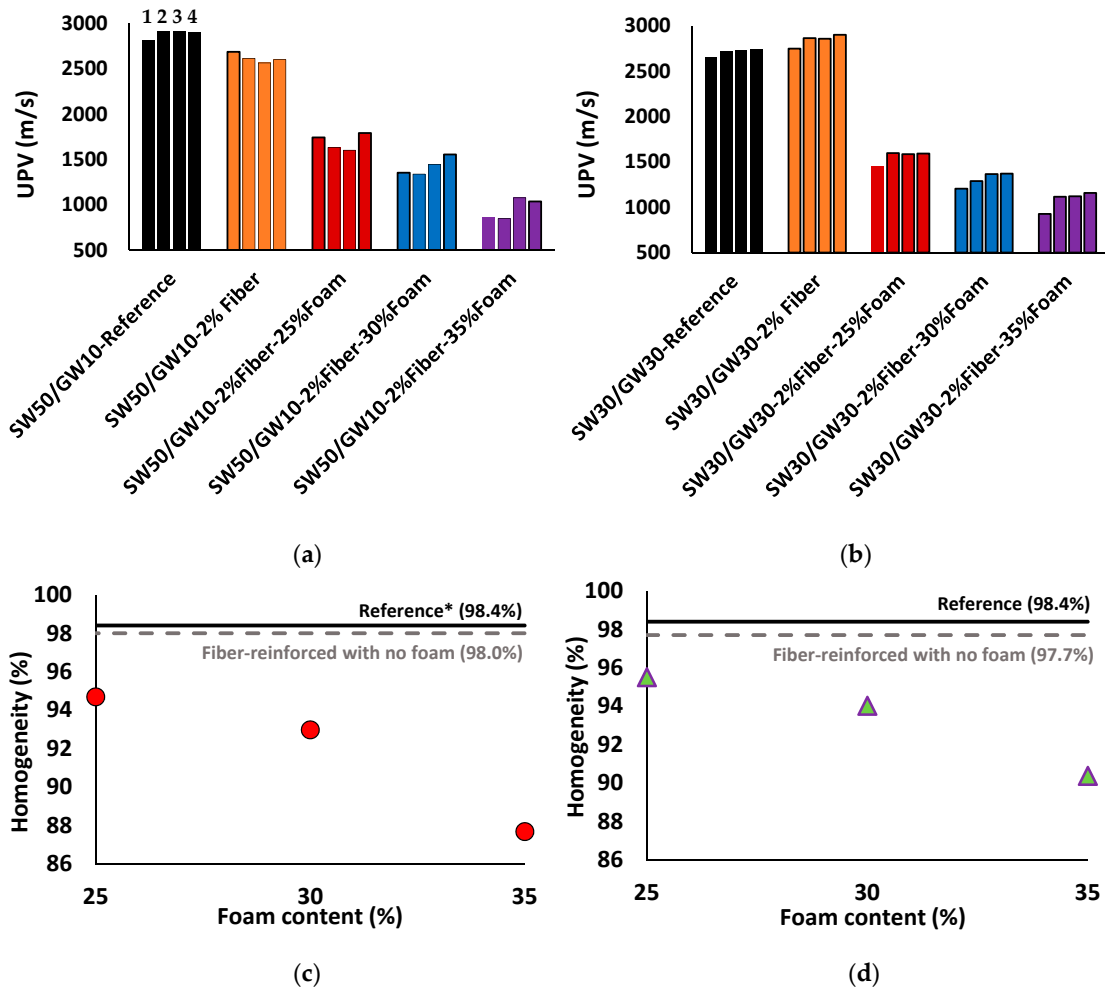 1 2 3 4
3000
2500
2000
1500
1000
500
UPV (m/s)
SW50/GW10-Reference
SW50/GW10-2% Fiber
SW50/GW10-2%Fiber-25%Foam
SW50/GW10-2%Fiber-30%Foam
SW50/GW10-2%Fiber-35%Foam
(a)
3000
2500
2000
1500
1000
500
UPV (m/s)
SW30/GW30-Reference
SW30/GW30-2% Fiber
SW30/GW30-2%Fiber-25%Foam
SW30/GW30-2%Fiber-30%Foam
SW30/GW30-2%Fiber-35%Foam
(b)
100
98
96
94
92
90
88
86
Homogeneity (%)
Reference* (98.4%)
Fiber-reinforced with no foam (98.0%)
25
30
35
Foam content (%)
(c)
100
98
96
94
92
90
88
86
Homogeneity (%)
Reference (98.4%)
Fiber-reinforced with no foam (97.7%)
25
30
35
Foam content (%)
(d)